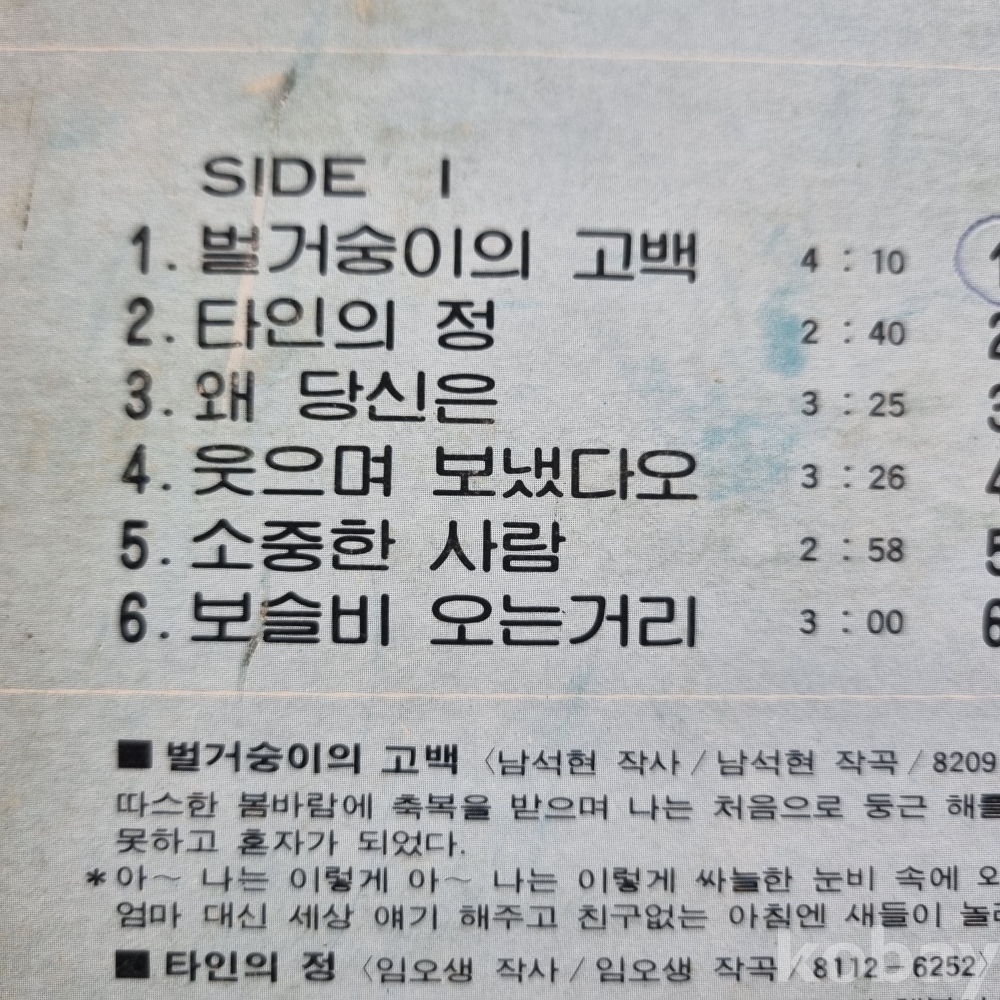 SIDE I
1. 벌거숭이의 고백 4 : 10
2. 타인의 정 2 : 40
3. 왜 당신은 3 : 25
4. 웃으며 보냈다오 3 : 26
5. 소중한 사람 2 : 58
6. 보슬비 오는거리 3 : 00
■ 벌거숭이의 고백 〈남석현 작사 / 남석현 작곡 / 8209
따스한 봄바람에 축복을 받으며 나는 처음으로 둥근 해를
못하고 혼자가 되었다.
*아~ 나는 이렇게 아~ 나는 이렇게 싸늘한 눈비 속에
엄마 대신 세상 얘기 해주고 친구없는 아침엔 새들이
■ 타인의 정 〈임오생 작사 / 임오생 작곡 / 8112-6252〉
kobay